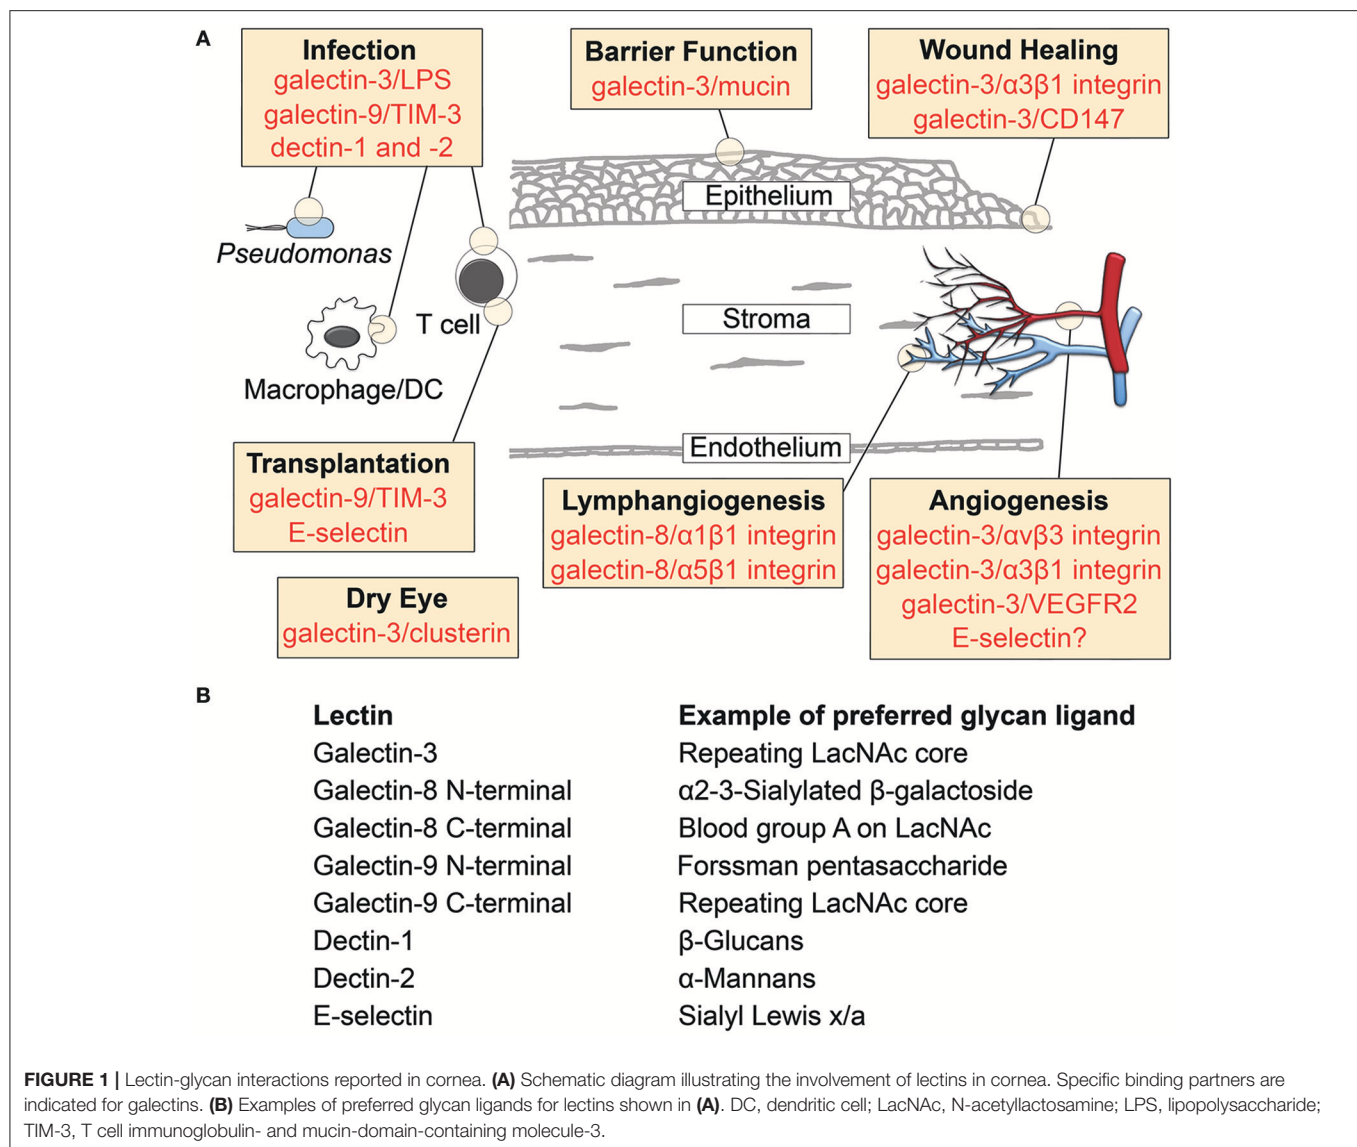 A
Infection
galectin-3/LPS
galectin-9/TIM-3
dectin-1 and -2
Barrier Function
galectin-3/mucin
Wound Healing
galectin-3/α3β1 integrin
galectin-3/CD147
Epithelium
Pseudomonas
T cell
Stroma
Macrophage/DC
Endothelium
Transplantation
galectin-9/TIM-3
E-selectin
Lymphangiogenesis
galectin-8/α1β1 integrin
galectin-8/α5β1 integrin
Angiogenesis
galectin-3/αvβ3 integrin
galectin-3/α3β1 integrin
galectin-3/VEGFR2
E-selectin?
Dry Eye
galectin-3/clusterin
B
Lectin Example of preferred glycan ligand
Galectin-3 Repeating LacNAc core
Galectin-8 N-terminal α2-3-Sialylated β-galactoside
Galectin-8 C-terminal Blood group A on LacNAc
Galectin-9 N-terminal Forssman pentasaccharide
Galectin-9 C-terminal Repeating LacNAc core
Dectin-1 β-Glucans
Dectin-2 α-Mannans
E-selectin Sialyl Lewis x/a
FIGURE 1 | Lectin-glycan interactions reported in cornea. (A) Schematic diagram illustrating the involvement of lectins in cornea. Specific binding partners are
indicated for galectins. (B) Examples of preferred glycan ligands for lectins shown in (A). DC, dendritic cell; LacNAc, N-acetyllactosamine; LPS, lipopolysaccharide;
TIM-3, T cell immunoglobulin- and mucin-domain-containing molecule-3.